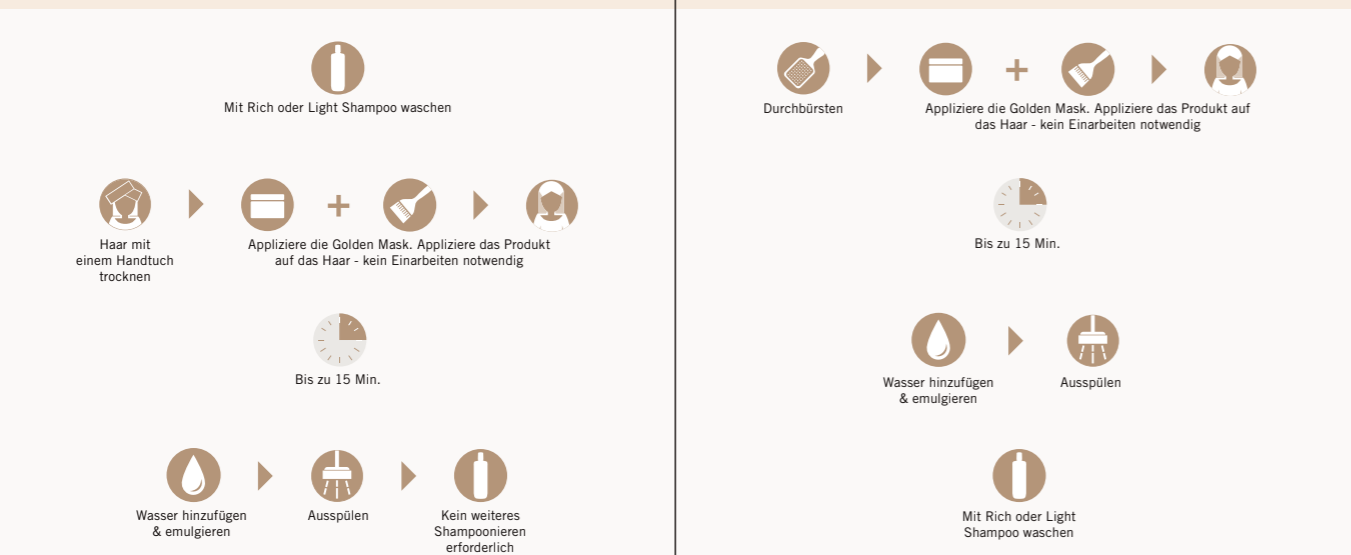 Mit Rich oder Light Shampoo waschen
Haar mit
einem Handtuch
trocknen
Appliziere die Golden Mask. Appliziere das Produkt
auf das Haar - kein Einarbeiten notwendig
Bis zu 15 Min.
Wasser hinzufügen
& emulgieren
Ausspülen
Kein weiteres
Shampoonieren
erforderlich
Durchbürsten
Appliziere die Golden Mask. Appliziere das Produkt auf
das Haar - kein Einarbeiten notwendig
Bis zu 15 Min.
Wasser hinzufügen
& emulgieren
Ausspülen
Mit Rich oder Light
Shampoo waschen